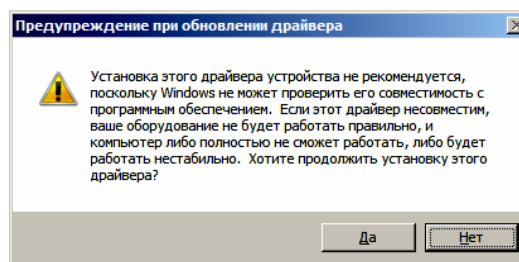 Предупреждение при обновлении драйвера
Установка этого драйвера устройства не рекомендуется,
поскольку Windows не может проверить его совместимость с
программным обеспечением. Если этот драйвер несовместим,
ваше оборудование не будет работать правильно, и
компьютер либо полностью не сможет работать, либо будет
работать нестабильно. Хотите продолжить установку этого
драйвера?
Да
Нет